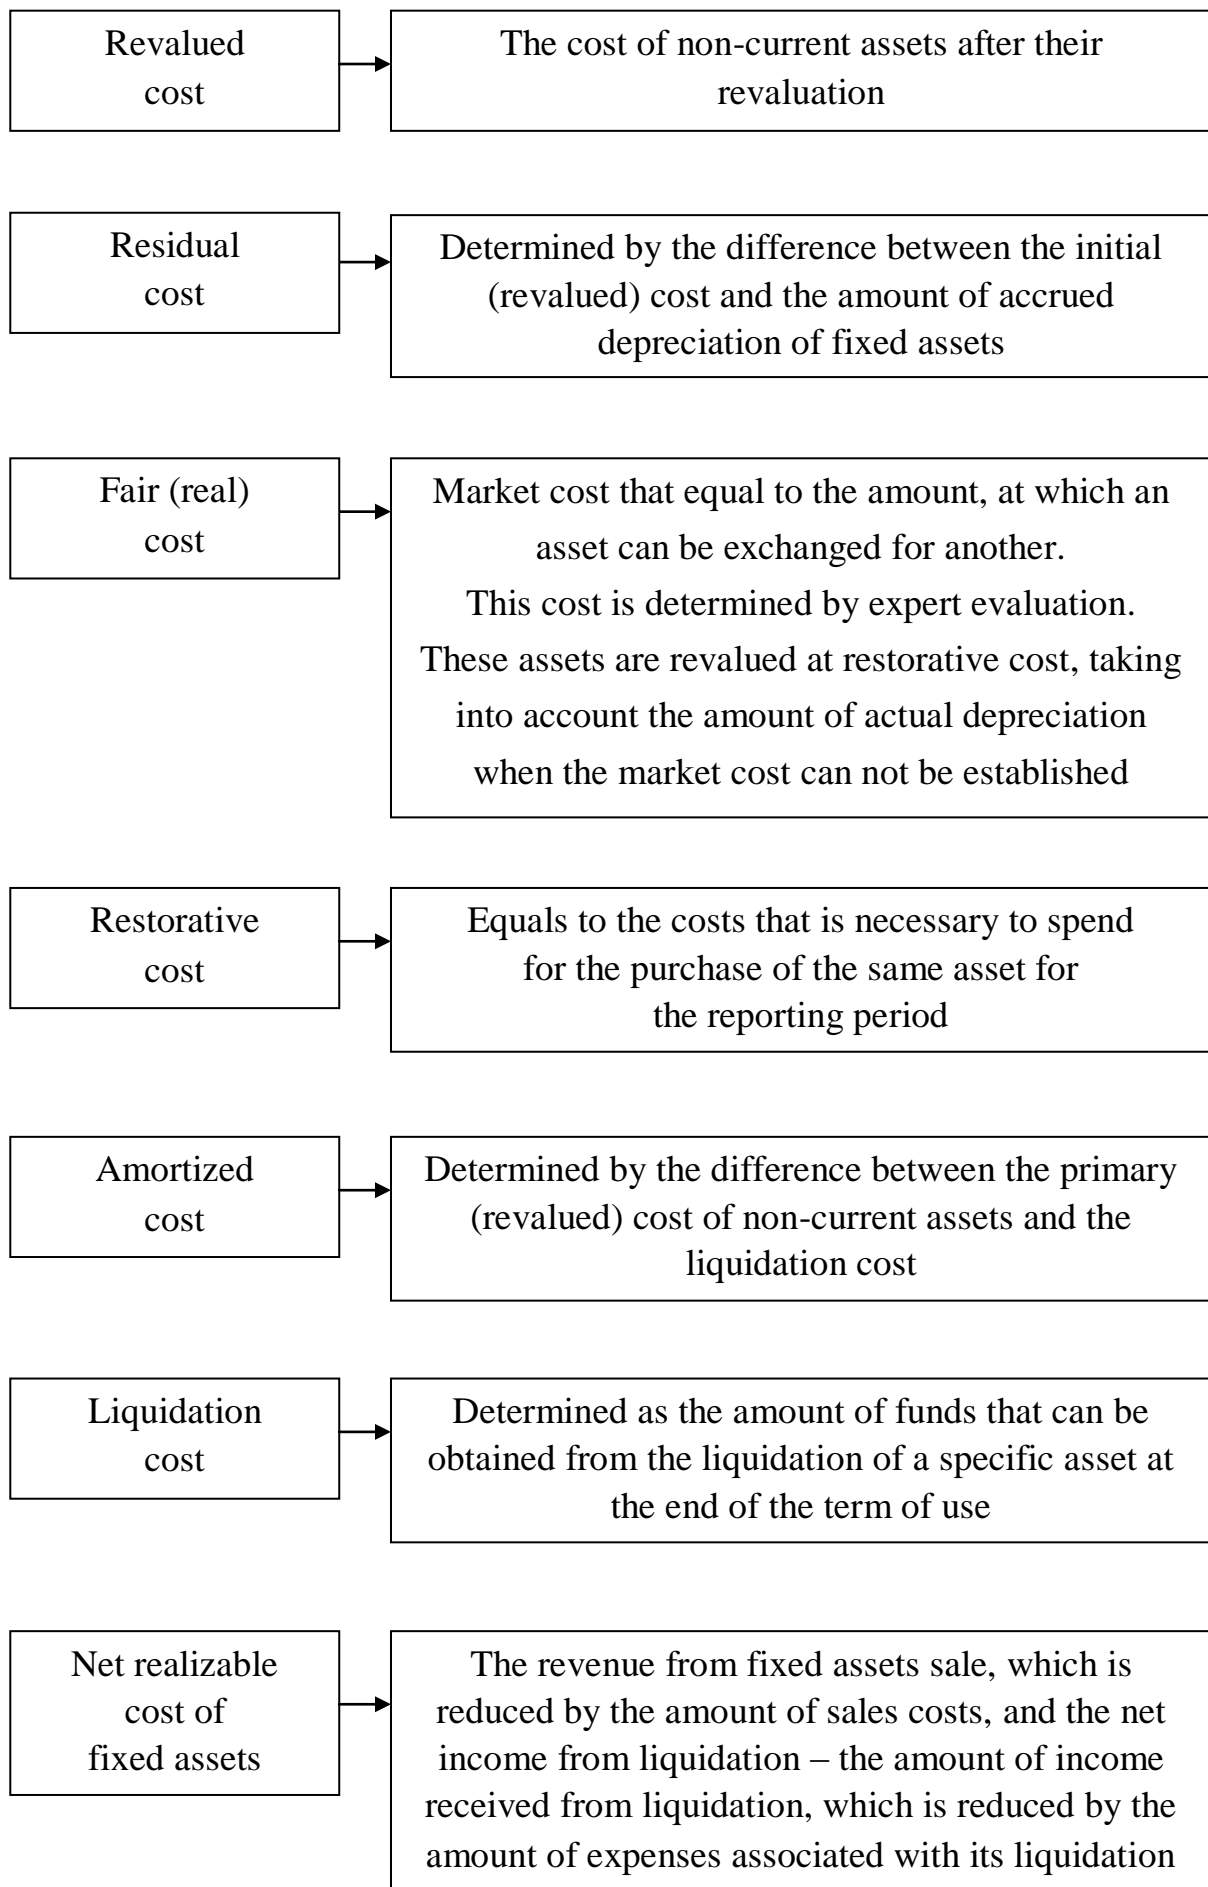 Revalued
cost
The cost of non-current assets after their
revaluation
Residual
cost
Determined by the difference between the initial
(revalued) cost and the amount of accrued
depreciation of fixed assets
Fair (real)
cost
Market cost that equal to the amount, at which an
asset can be exchanged for another.
This cost is determined by expert evaluation.
These assets are revalued at restorative cost, taking
into account the amount of actual depreciation
when the market cost can not be established
Restorative
cost
Equals to the costs that is necessary to spend
for the purchase of the same asset for
the reporting period
Amortized
cost
Determined by the difference between the primary
(revalued) cost of non-current assets and the
liquidation cost
Liquidation
cost
Determined as the amount of funds that can be
obtained from the liquidation of a specific asset at
the end of the term of use
Net realizable
cost of
fixed assets
The revenue from fixed assets sale, which is
reduced by the amount of sales costs, and the net
income from liquidation – the amount of income
received from liquidation, which is reduced by the
amount of expenses associated with its liquidation